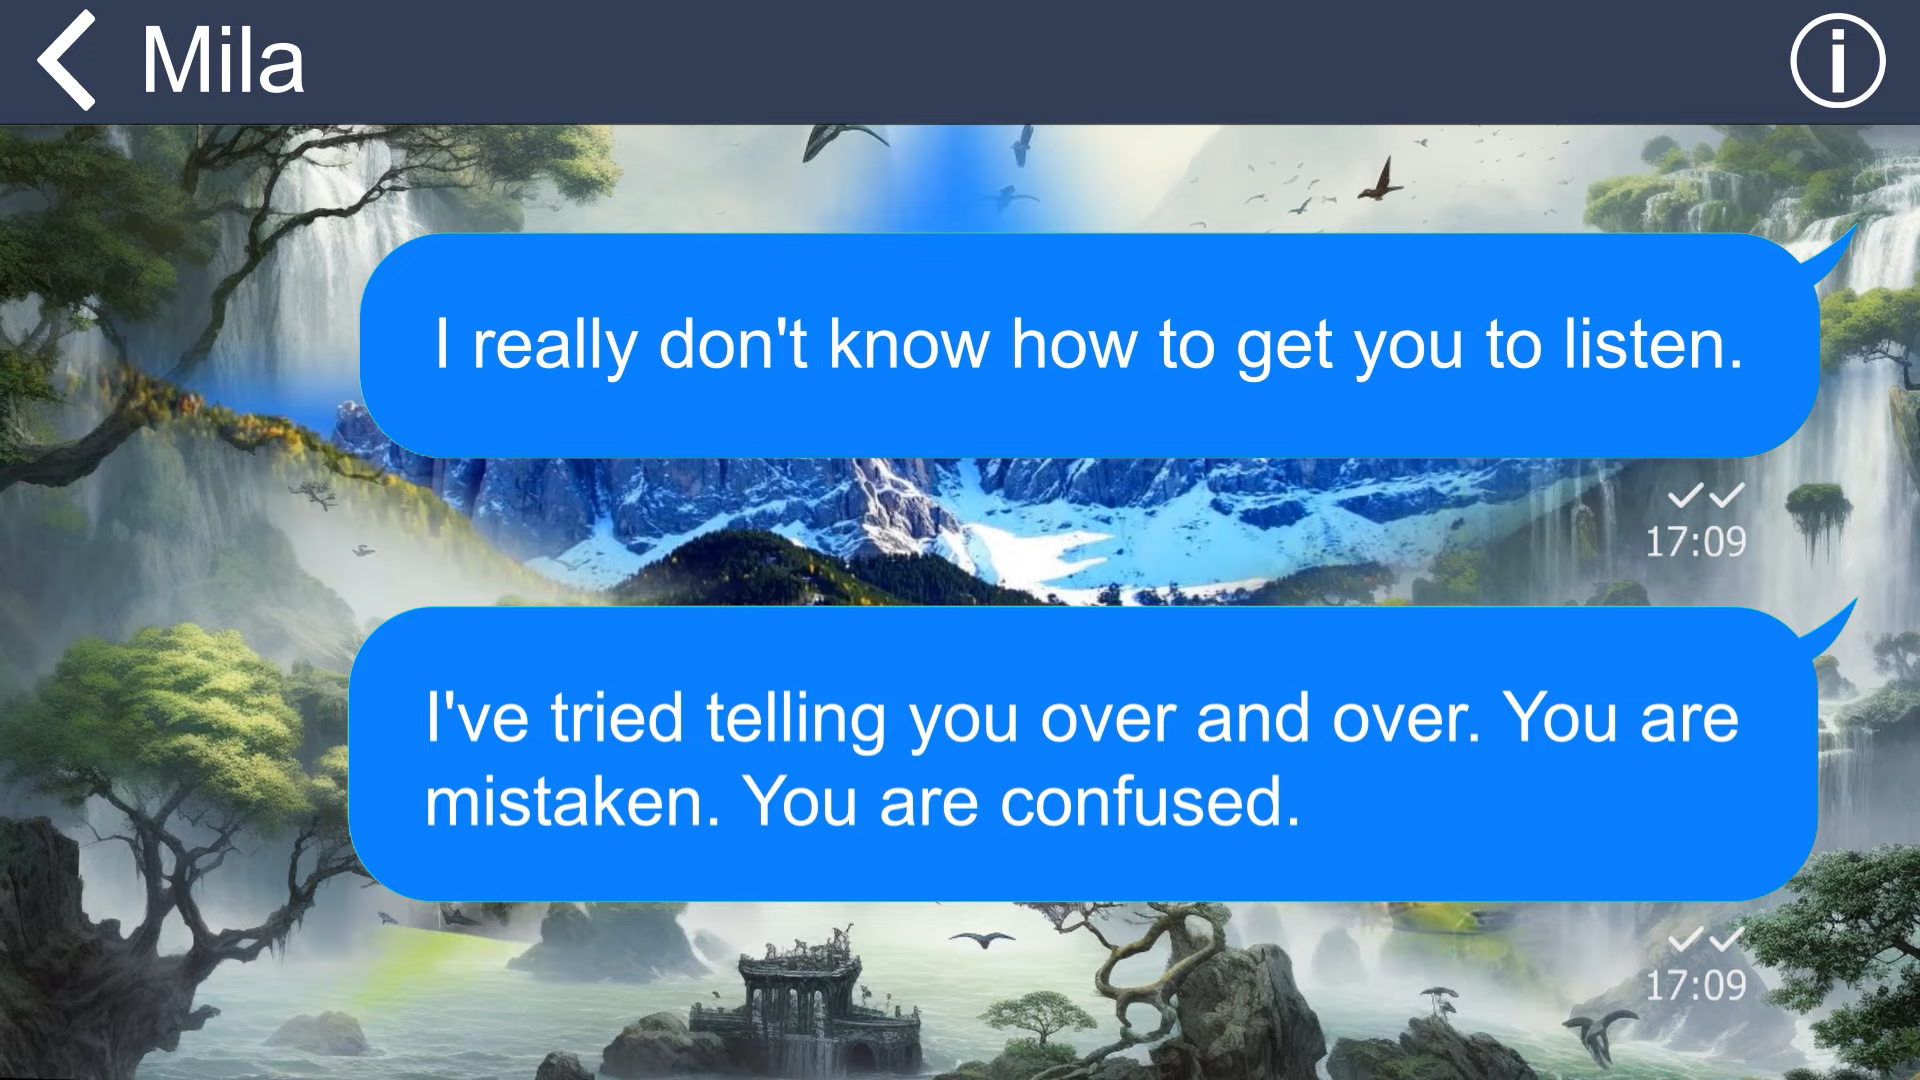 Mila
I really don't know how to get you to listen.
17:09
I've tried telling you over and over. You are
mistaken. You are confused.
17:09